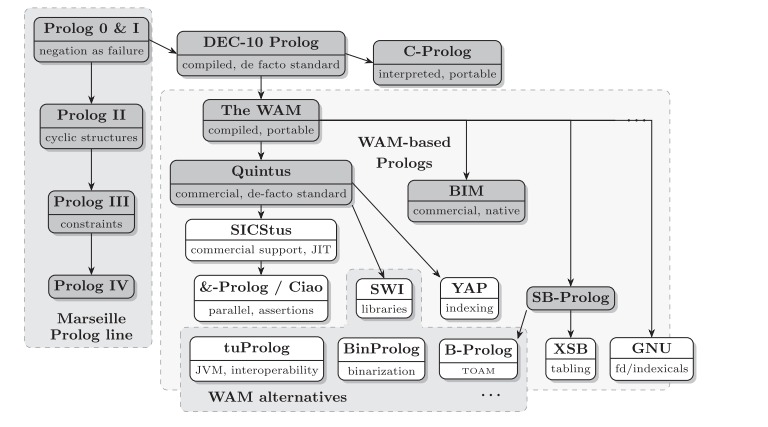 Prolog 0 & I
negation as failure
DEC-10 Prolog
compiled, de facto standard
C-Prolog
interpreted, portable
Prolog II
cyclic structures
The WAM
compiled, portable
...
WAM-based
Prologs
Quintus
commercial, de-facto standard
BIM
commercial, native
Prolog III
constraints
SICStus
commercial support, JIT
Prolog IV
&-Prolog / Ciao
parallel, assertions
SWI
libraries
YAP
indexing
SB-Prolog
Marseille
Prolog line
tuProlog
JVM, interoperability
BinProlog
binarization
B-Prolog
TOAM
XSB
tabling
GNU
fd/indexicals
WAM alternatives
...